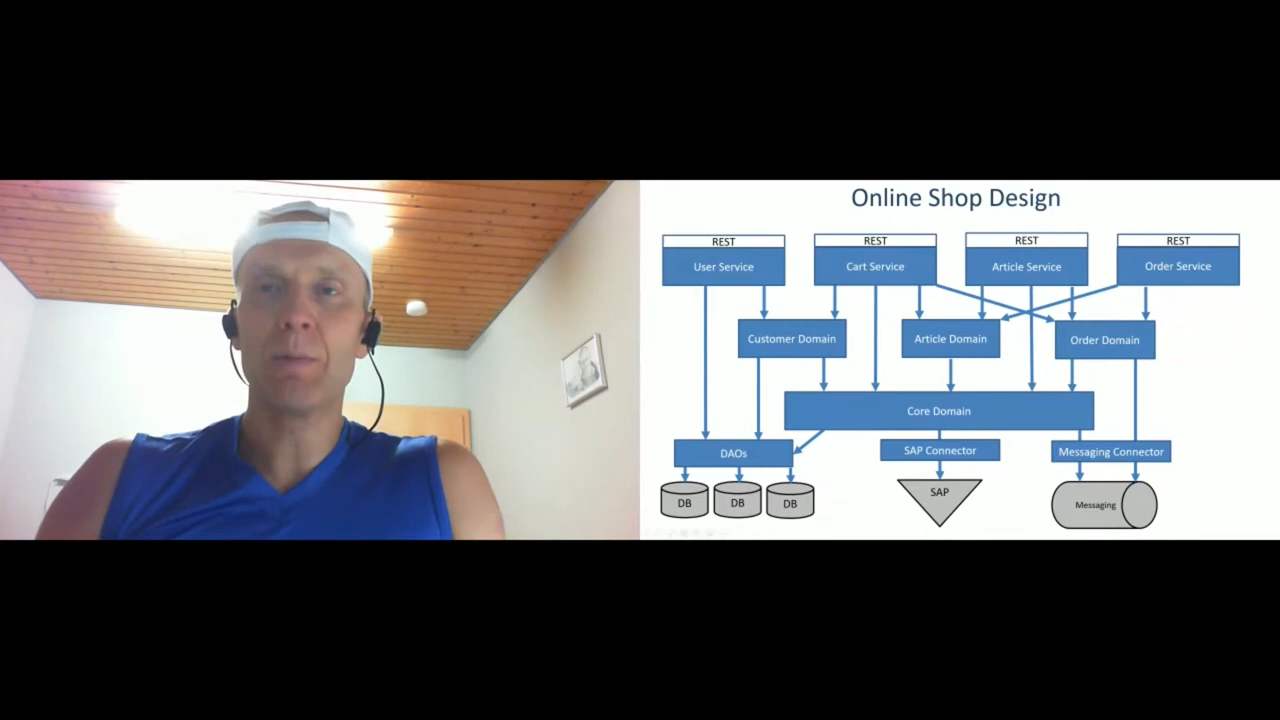 Online Shop Design
REST REST REST REST
User Service Cart Service Article Service Order Service
Customer Domain Article Domain Order Domain
Core Domain
DAOs SAP Connector Messaging Connector
DB DB DB SAP Messaging